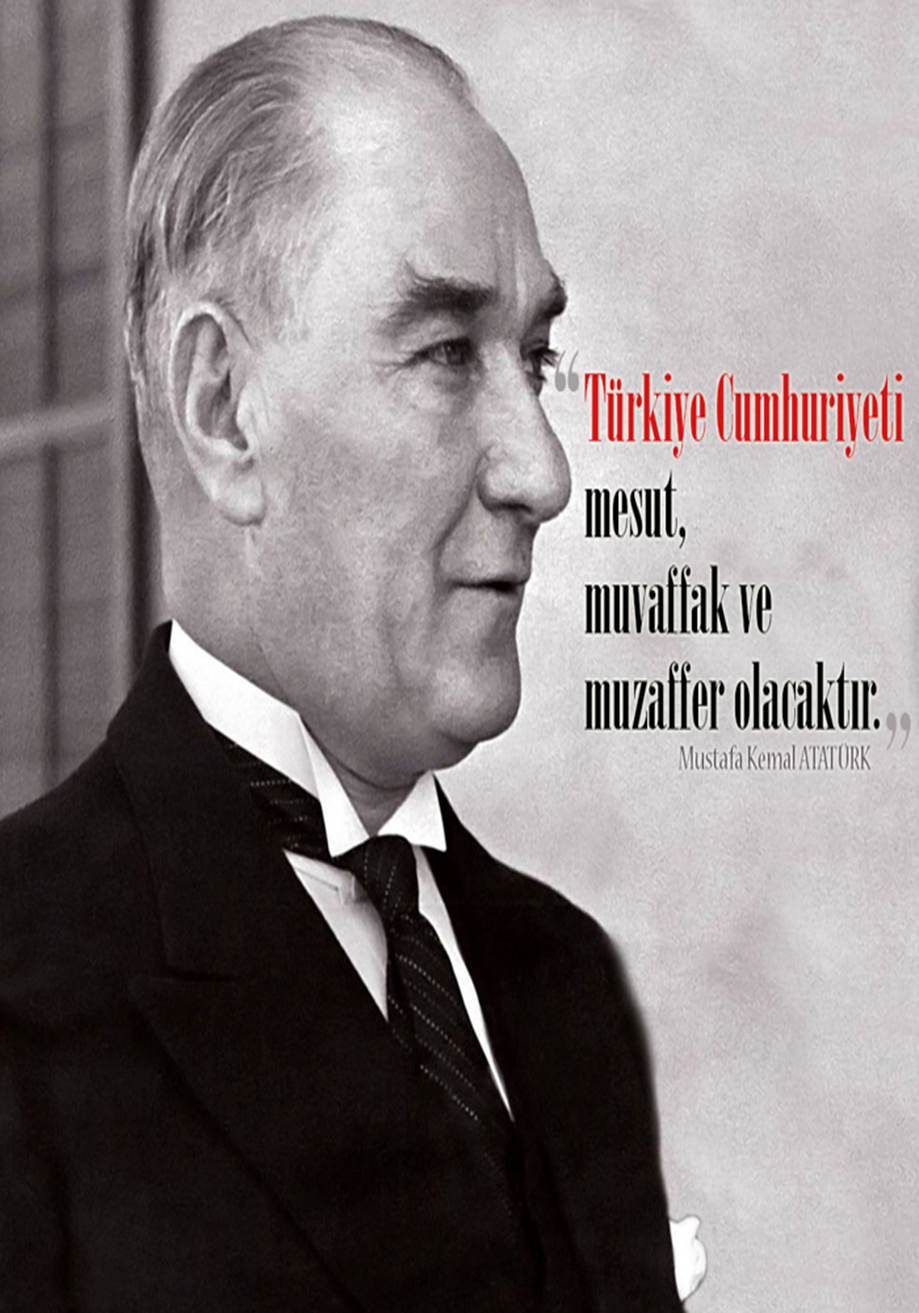 “Türkiye Cumhuriyeti
mesut,
muvaffak ve
muzaffer olacaktır.”
Mustafa Kemal ATATÜRK